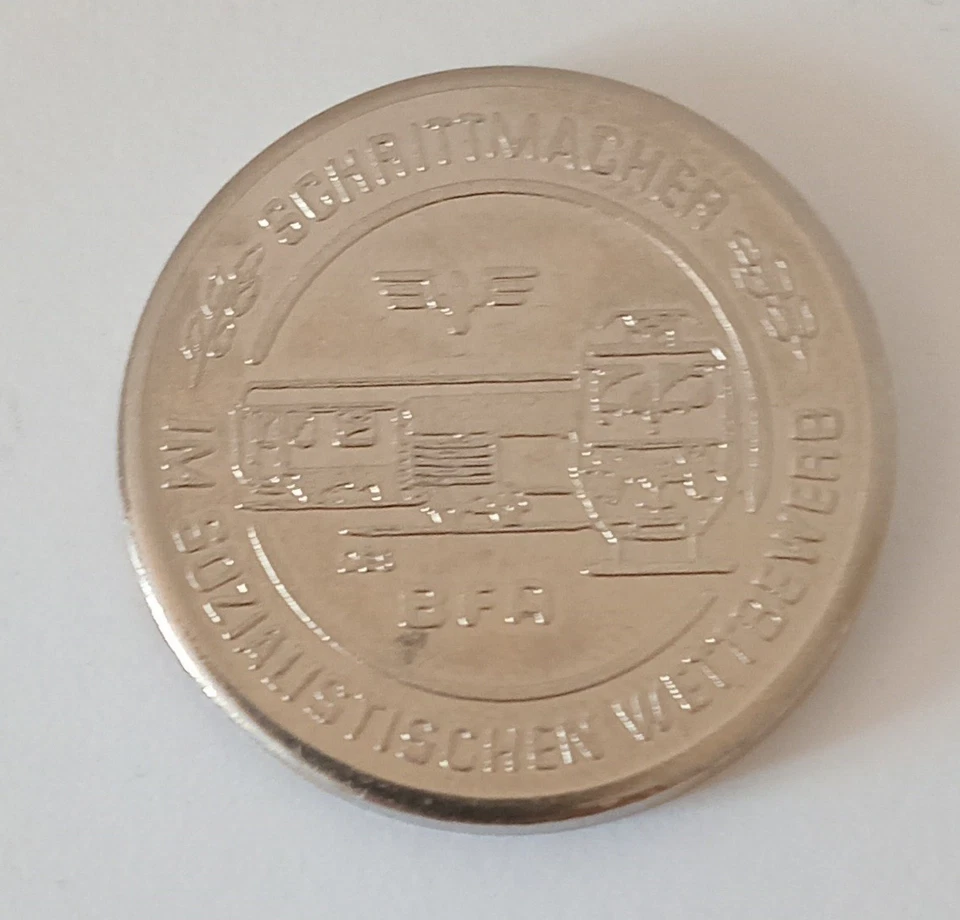 SCHRITTMACHER
IM SOZIALISTISCHEN WETTBEWERB
BFA